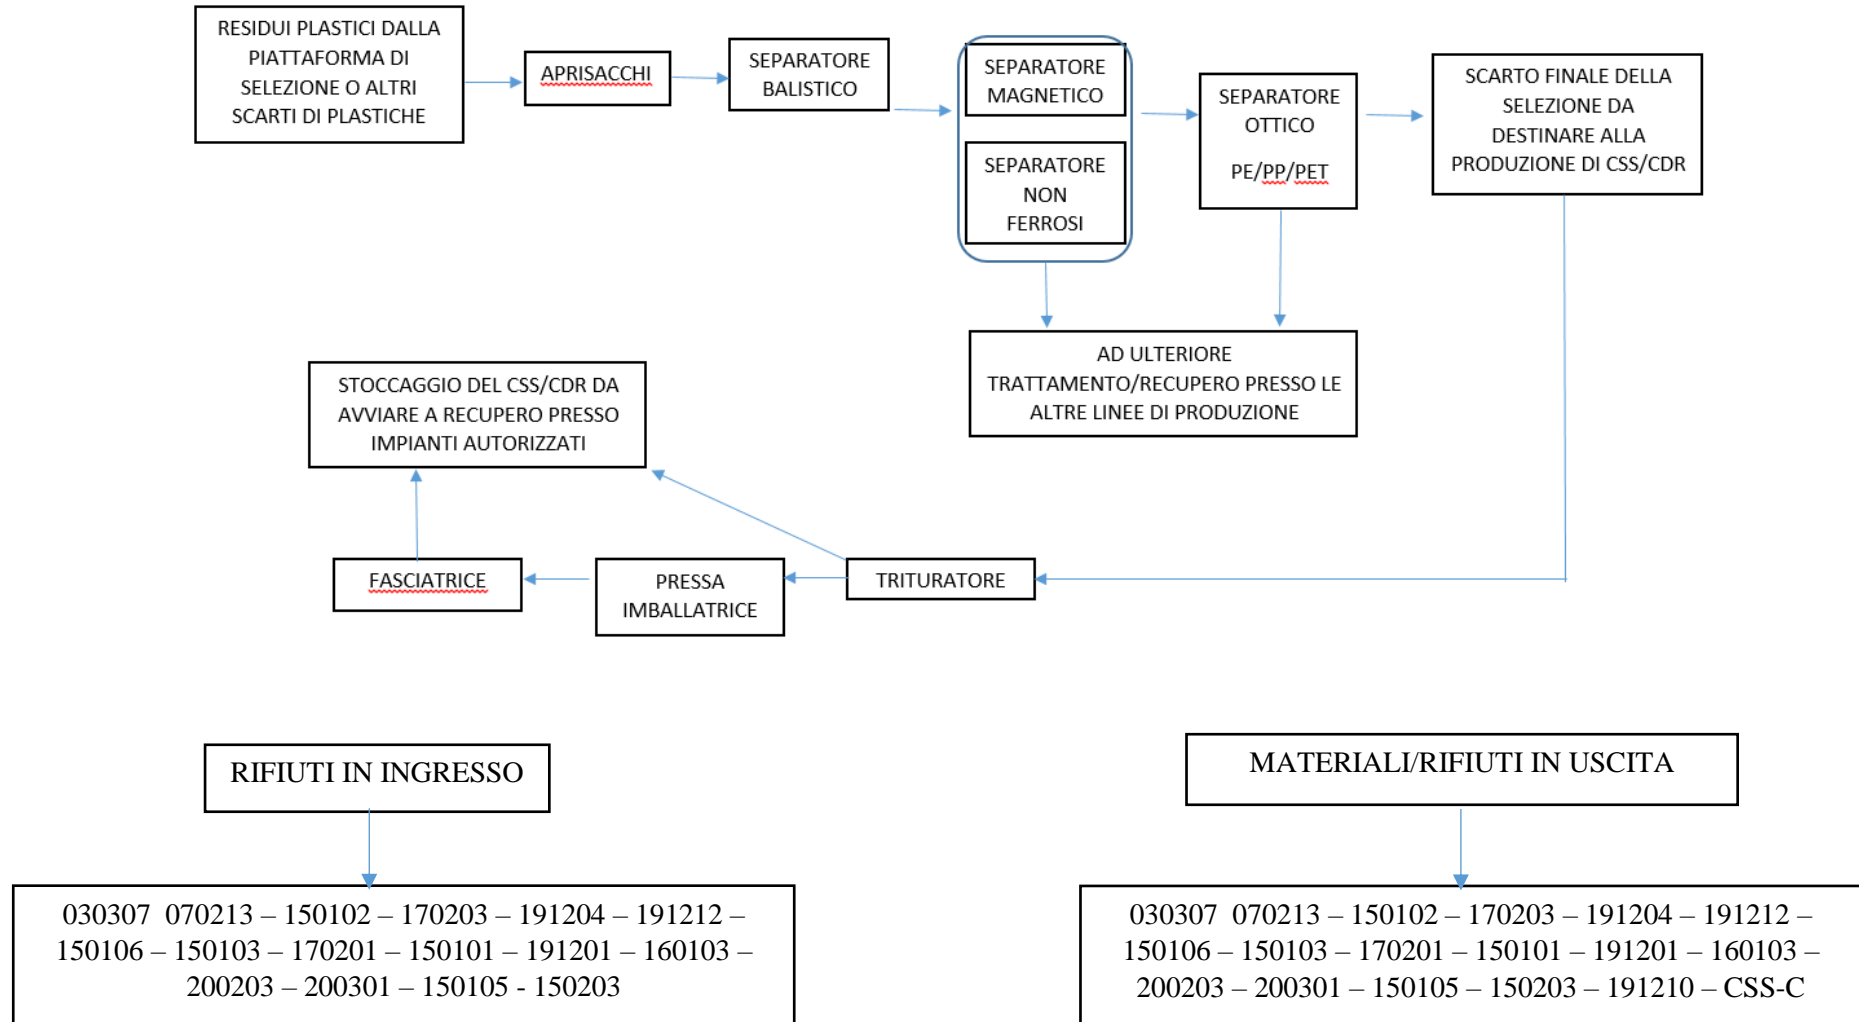 RESIDUI PLASTICI DALLA
PIATTAFORMA DI
SELEZIONE O ALTRI
SCARTI DI PLASTICHE
APRISACCHI
SEPARATORE
BALISTICO
SEPARATORE
MAGNETICO
SEPARATORE
NON
FERROSI
SEPARATORE
OTTICO
PE/PP/PET
SCARTO FINALE DELLA
SELEZIONE DA
DESTINARE ALLA
PRODUZIONE DI CSS/CDR
AD ULTERIORE
TRATTAMENTO/RECUPERO PRESSO LE
ALTRE LINEE DI PRODUZIONE
STOCCAGGIO DEL CSS/CDR DA
AVVIARE A RECUPERO PRESSO
IMPIANTI AUTORIZZATI
FASCIATRICE
PRESSA
IMBALLATRICE
TRITURATORE
RIFIUTI IN INGRESSO
030307 070213 – 150102 – 170203 – 191204 – 191212 –
150106 – 150103 – 170201 – 150101 – 191201 – 160103 –
200203 – 200301 – 150105 - 150203
MATERIALI/RIFIUTI IN USCITA
030307 070213 – 150102 – 170203 – 191204 – 191212 –
150106 – 150103 – 170201 – 150101 – 191201 – 160103 –
200203 – 200301 – 150105 – 150203 – 191210 – CSS-C